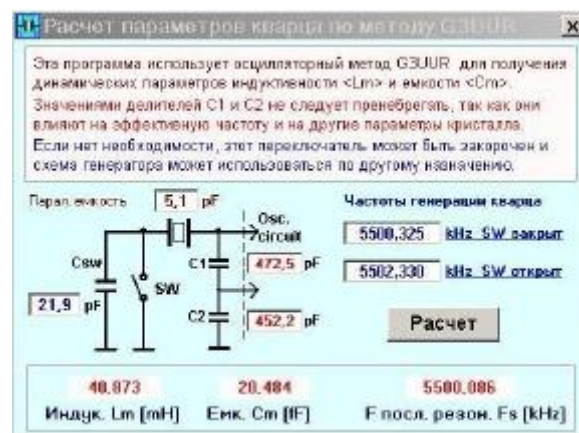 Расчет параметров кварца по методу G3UUR
Эта программа использует осцилляторный метод G3UUR для получения
динамических параметров индуктивности <Lm> и емкости <Cm>.
Значениями делителей C1 и C2 не следует пренебрегать, так как они
влияют на эффективную частоту и на другие параметры кристалла.
Если нет необходимости, этот переключатель может быть закорочен и
схема генератора может использоваться по другому назначению.
Парал. емкость 5,1 pF
Частоты генерации кварца
Osc.
circuit
5500,325 kHz SW закрыт
Csw
C1
472,5 pF
5502,330 kHz SW открыт
SW
21,9 pF
C2
452,2 pF
Расчет
40.873
20.484
5500.086
Индук. Lm [mH]
Емк. Cm [fF]
F посл. резон. Fs [kHz]